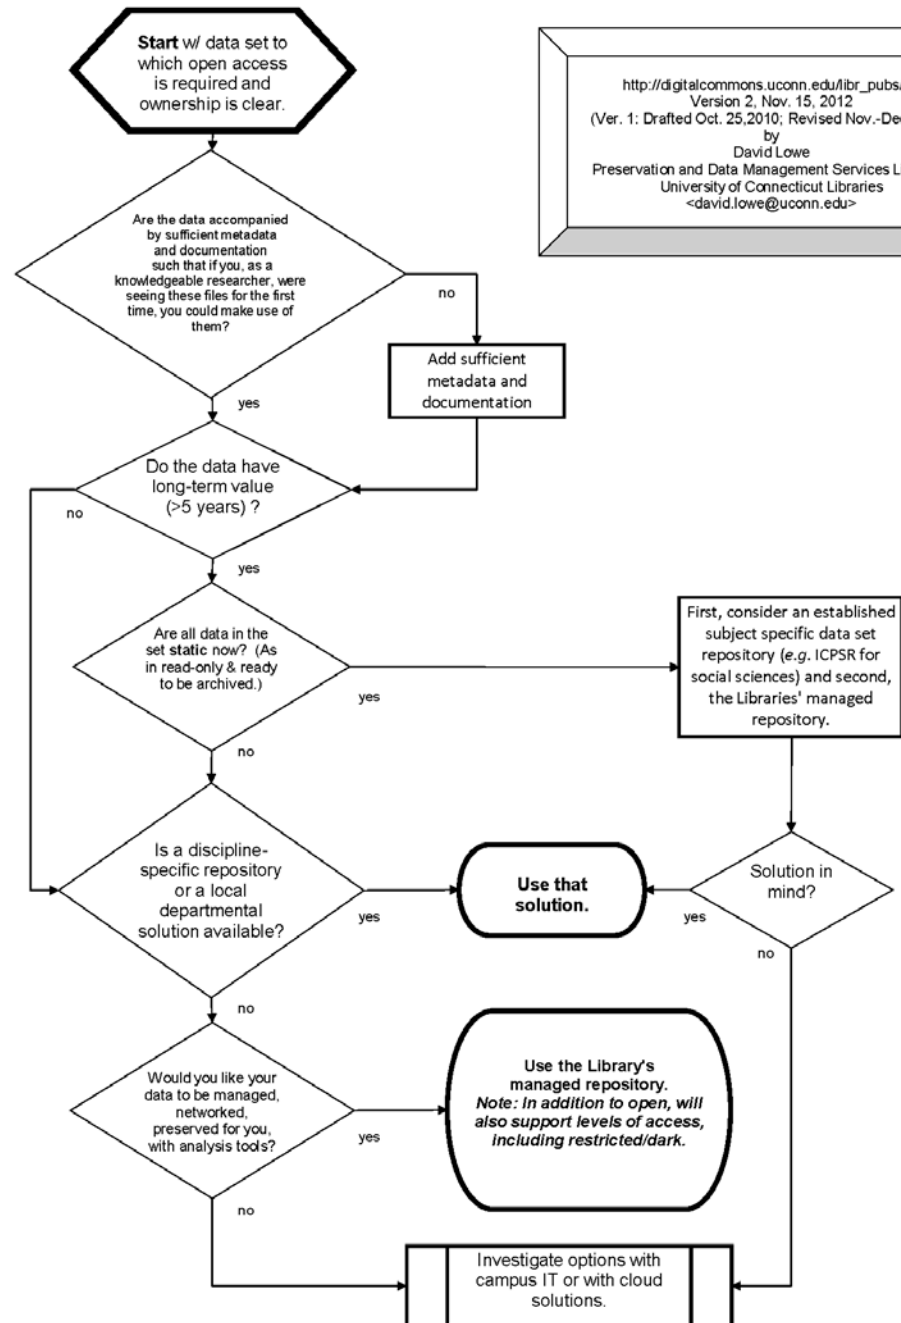 Start w/ data set to
which open access
is required and
ownership is clear.
http://digitalcommons.uconn.edu/libr_pubs/
Version 2, Nov. 15, 2012
(Ver. 1: Drafted Oct. 25,2010; Revised Nov.-Dec
by
David Lowe
Preservation and Data Management Services Li
University of Connecticut Libraries
<david.lowe@uconn.edu>
Are the data accompanied
by sufficient metadata
and documentation
such that if you, as a
knowledgeable researcher, were
seeing these files for the first
time, you could make use of
them?
no
Add sufficient
metadata and
documentation
yes
Do the data have
long-term value
(>5 years) ?
no
yes
Are all data in the
set static now? (As
in read-only & ready
to be archived.)
yes
First, consider an established
subject specific data set
repository (e.g. ICPSR for
social sciences) and second,
the Libraries' managed
repository.
no
Is a discipline-
specific repository
or a local
departmental
solution available?
yes
Use that
solution.
yes
Solution in
mind?
no
no
Would you like your
data to be managed,
networked,
preserved for you,
with analysis tools?
yes
Use the Library's
managed repository.
Note: In addition to open, will
also support levels of access,
including restricted/dark.
no
Investigate options with
campus IT or with cloud
solutions.